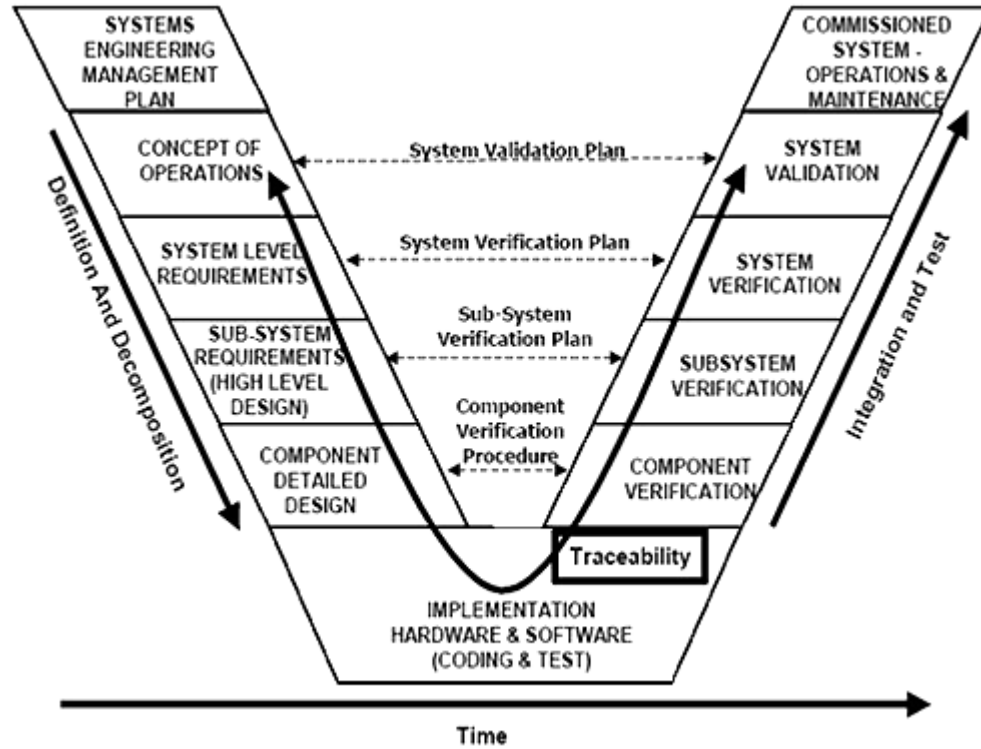 SYSTEMS
ENGINEERING
MANAGEMENT
PLAN
COMMISSIONED
SYSTEM -
OPERATIONS &
MAINTENANCE
CONCEPT OF
OPERATIONS
System Validation Plan
SYSTEM
VALIDATION
Definition And Decomposition
SYSTEM LEVEL
REQUIREMENTS
System Verification Plan
SYSTEM
VERIFICATION
Integration and Test
SUB-SYSTEM
REQUIREMENTS
(HIGH LEVEL
DESIGN)
Sub-System
Verification Plan
SUBSYSTEM
VERIFICATION
COMPONENT
DETAILED
DESIGN
Component
Verification
Procedure
COMPONENT
VERIFICATION
Traceability
IMPLEMENTATION
HARDWARE & SOFTWARE
(CODING & TEST)
Time